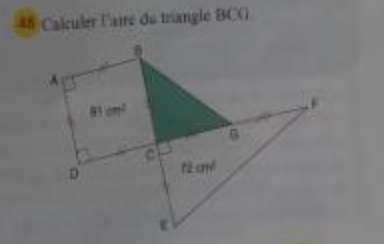 48 Calculer l'aire du triangle BCG.
B
A
81 cm²
F
G
C
D
72 cm²
E